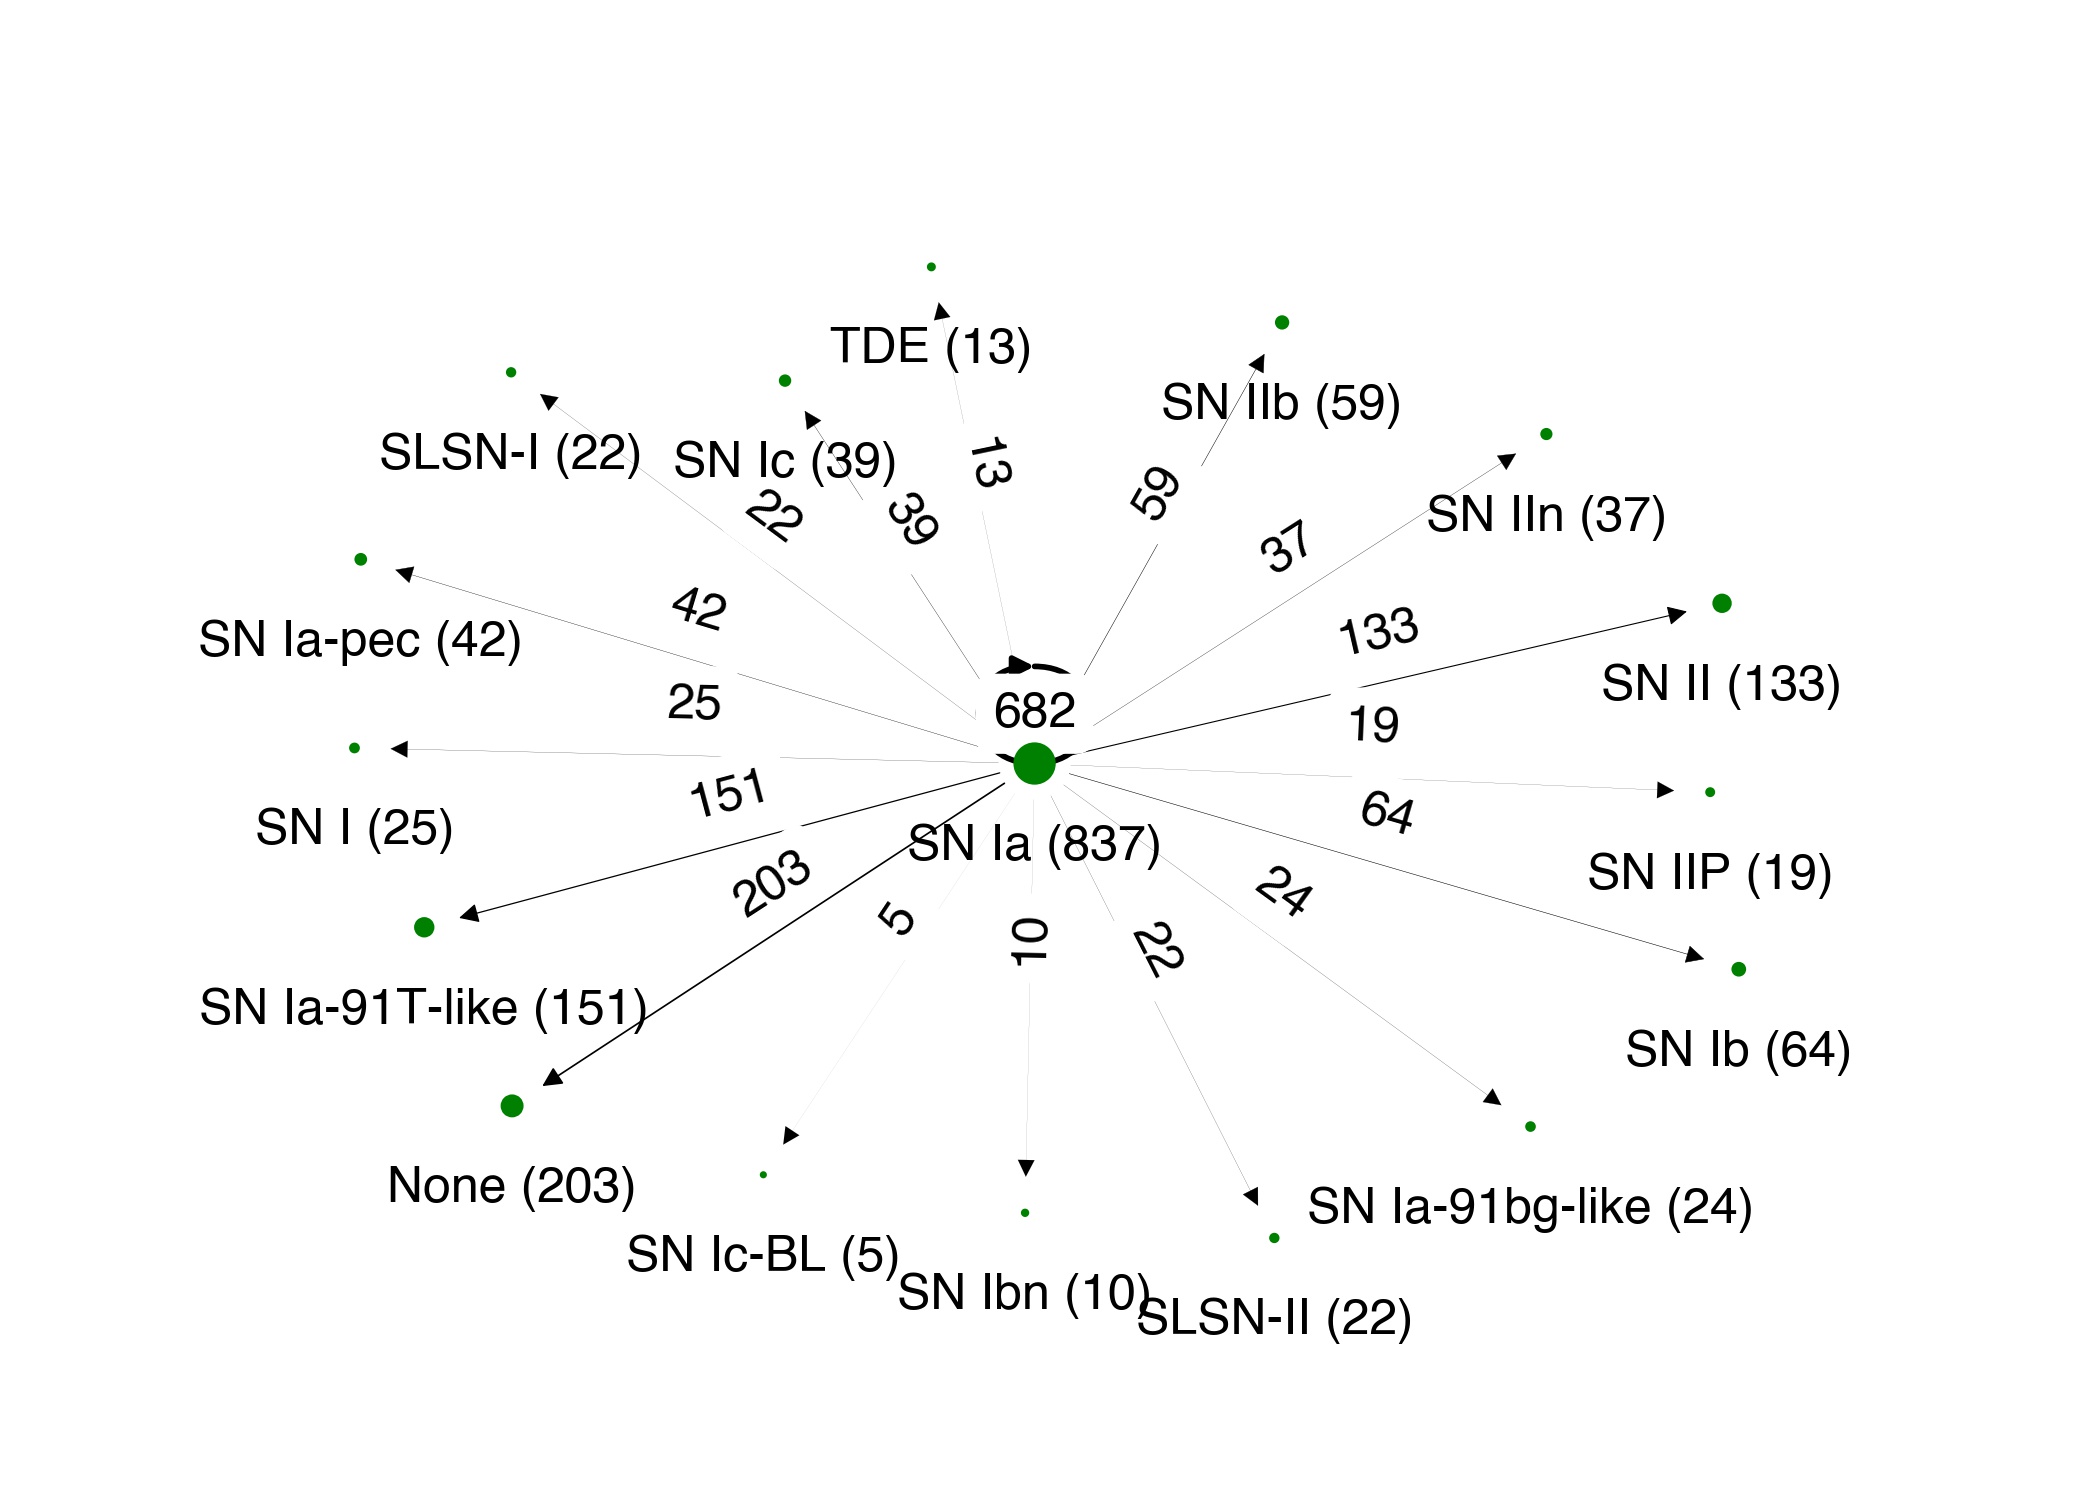 TDE (13)
SN IIb (59)
SLSN-I (22)
SN Ic (39)
13
59
SN IIn (37)
22
39
37
42
133
SN Ia-pec (42)
SN II (133)
25
682
19
151
64
SN I (25)
SN Ia (837)
SN IIP (19)
203
24
5
10
22
SN Ia-91T-like (151)
SN Ib (64)
None (203)
SN Ia-91bg-like (24)
SN Ic-BL (5)
SN Ibn (10)
SLSN-II (22)